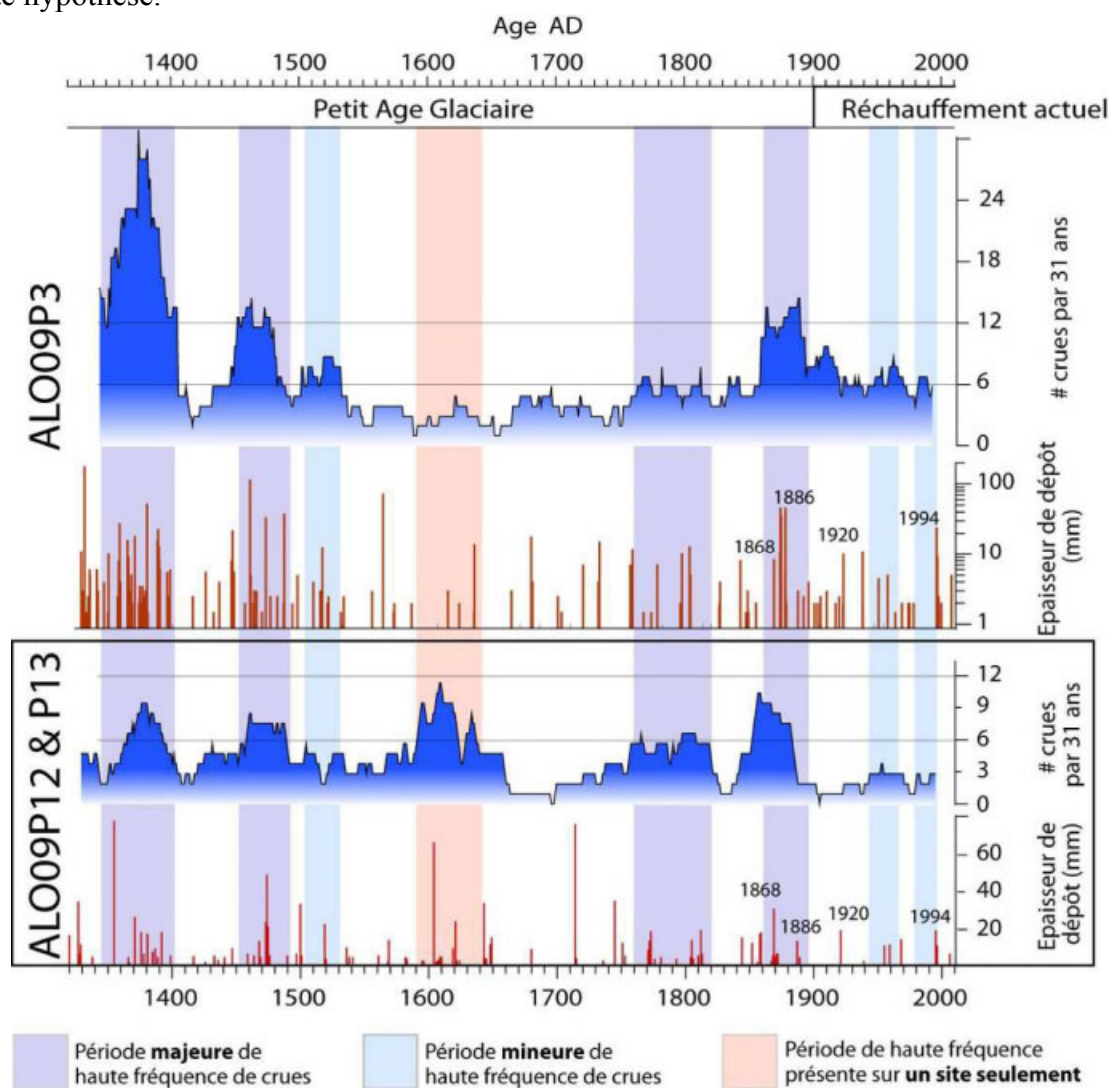 te hypothèse.
Age AD
1400 1500 1600 1700 1800 1900 2000
Petit Age Glaciaire
Réchauffement actuel
ALO09P3
24
18
12
6
0
# crues par 31 ans
100
10
1
Epaisseur de dépôt
(mm)
1868
1886
1920
1994
ALO09P12 & P13
12
9
6
3
0
# crues
par 31 ans
60
40
20
Epaisseur de
dépôt (mm)
1868
1886
1920
1994
1400 1500 1600 1700 1800 1900 2000
Période majeure de
haute fréquence de crues
Période mineure de
haute fréquence de crues
Période de haute fréquence
présente sur un site seulement